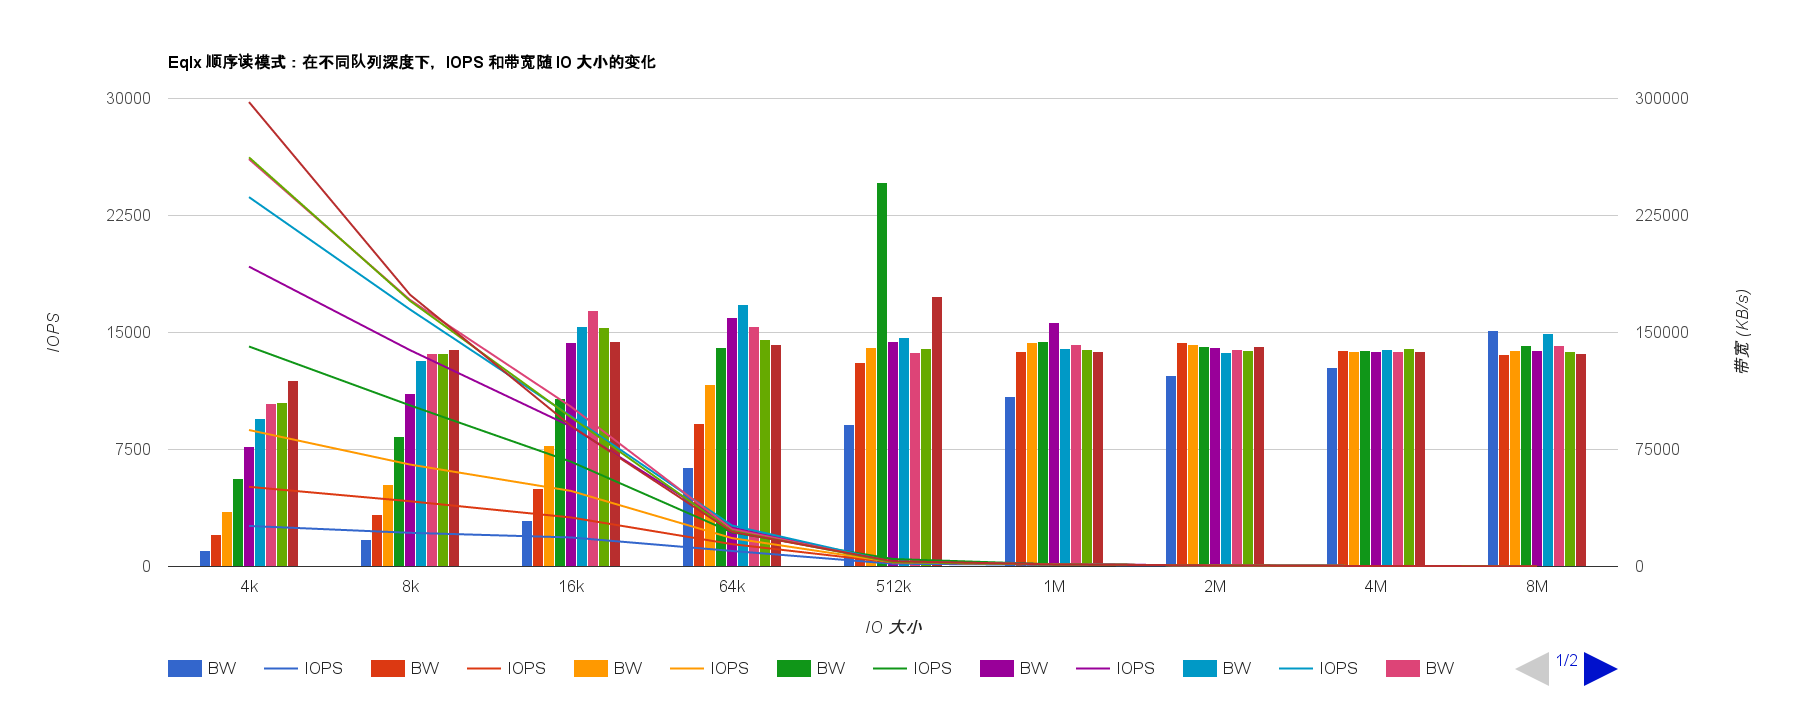 Eqlx 顺序读模式：在不同队列深度下，IOPS 和带宽随 IO 大小的变化
30000 300000
22500 225000
15000 150000
7500 75000
0 0
IOPS
带宽 (KB/s)
4k 8k 16k 64k 512k 1M 2M 4M 8M
IO 大小
BW IOPS BW IOPS BW IOPS BW IOPS BW IOPS BW IOPS BW 1/2